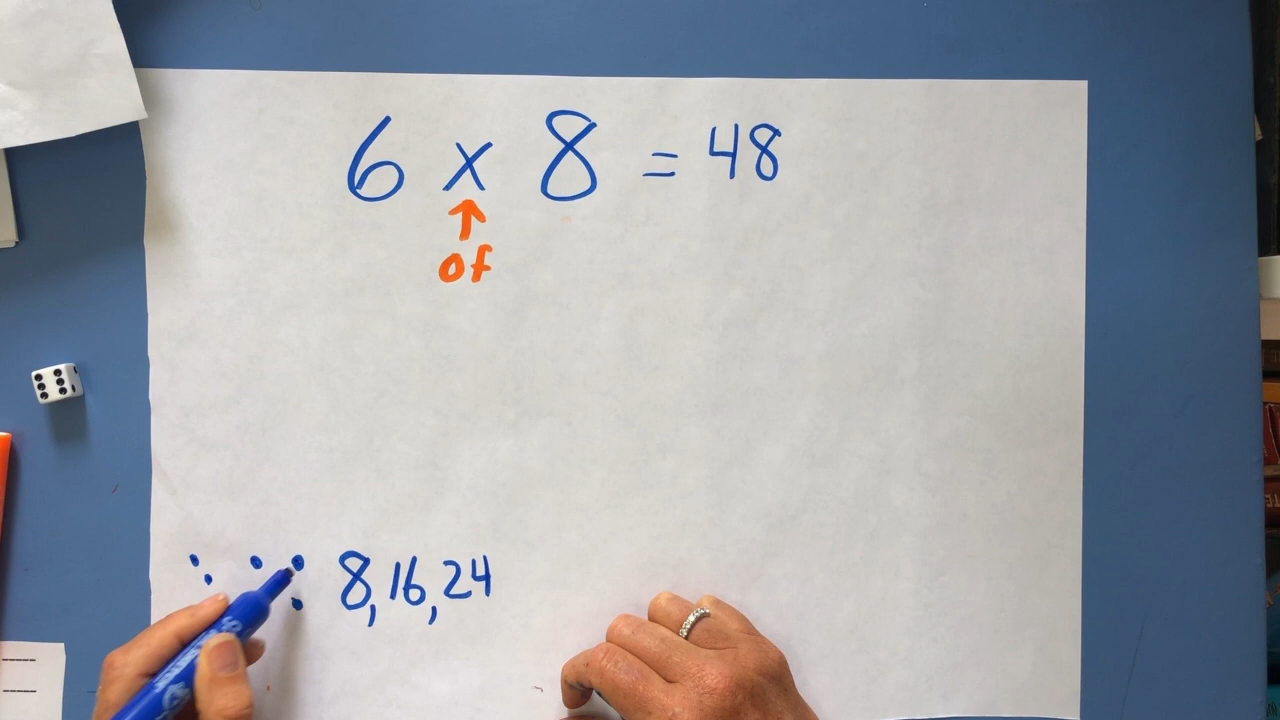 6 x 8 = 48
↑
of
8, 16, 24